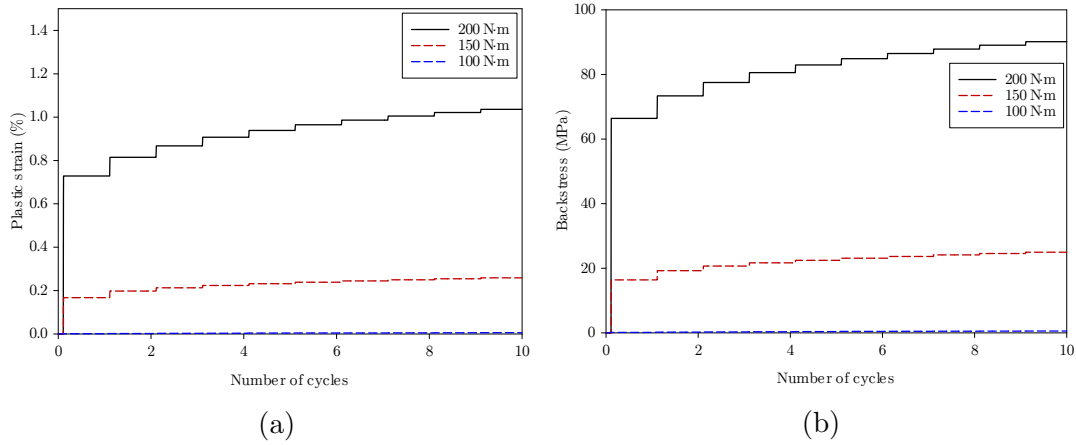 1.4
1.2
1.0
0.8
0.6
0.4
0.2
0.0
Plastic strain (%)
200 N·m
150 N·m
100 N·m
0 2 4 6 8 10
Number of cycles
(a)
100
80
60
40
20
0
Backstress (MPa)
200 N·m
150 N·m
100 N·m
0 2 4 6 8 10
Number of cycles
(b)